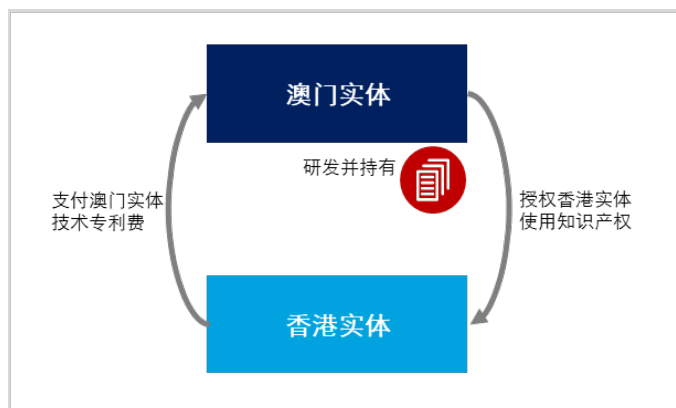 澳门实体
研发并持有
支付澳门实体
技术专利费
授权香港实体
使用知识产权
香港实体